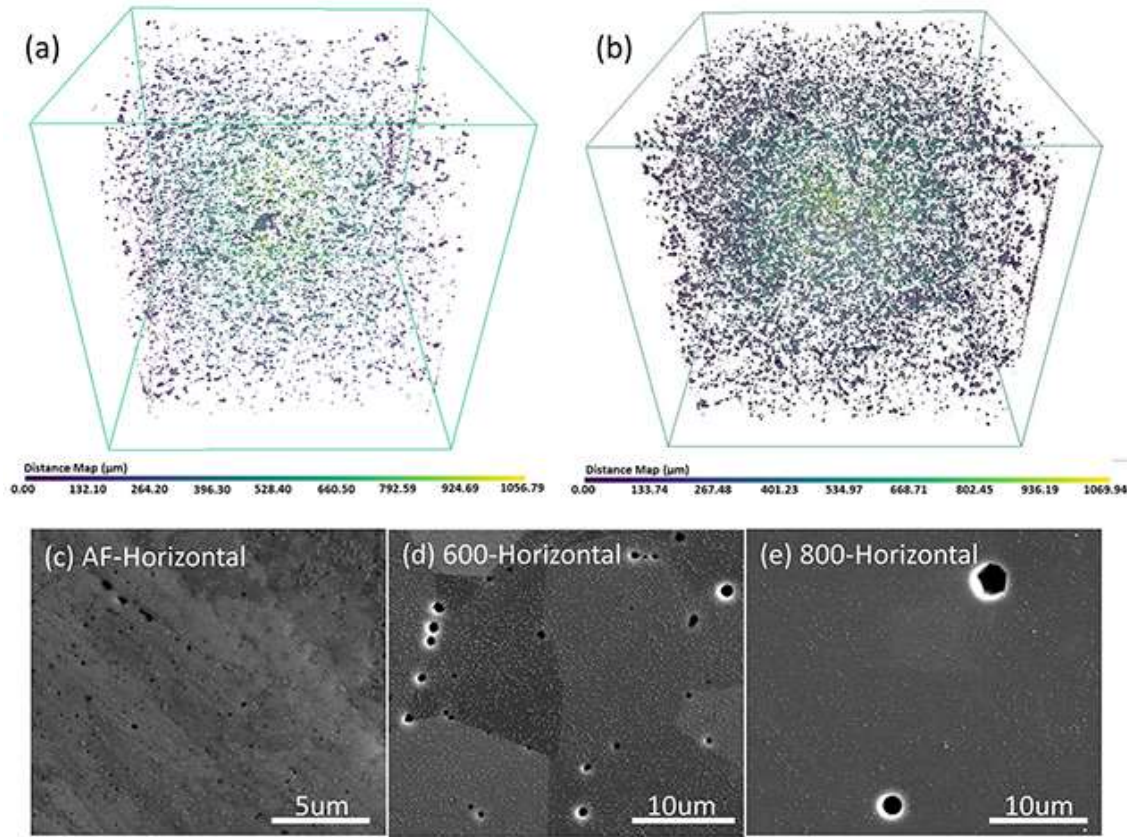 (a)
(b)
Distance Map (µm)
0.00 132.10 264.20 396.30 528.40 660.50 792.59 924.69 1056.79
Distance Map (µm)
0.00 133.74 267.48 401.23 534.97 668.71 802.45 936.19 1069.94
(c) AF-Horizontal
5um
(d) 600-Horizontal
10um
(e) 800-Horizontal
10um